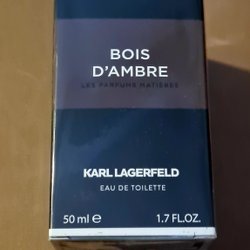 BOIS
D'AMBRE
LES PARFUMS MATIÈRES
KARL LAGERFELD
EAU DE TOILETTE
50 ml ℮ 1.7 FL.OZ.